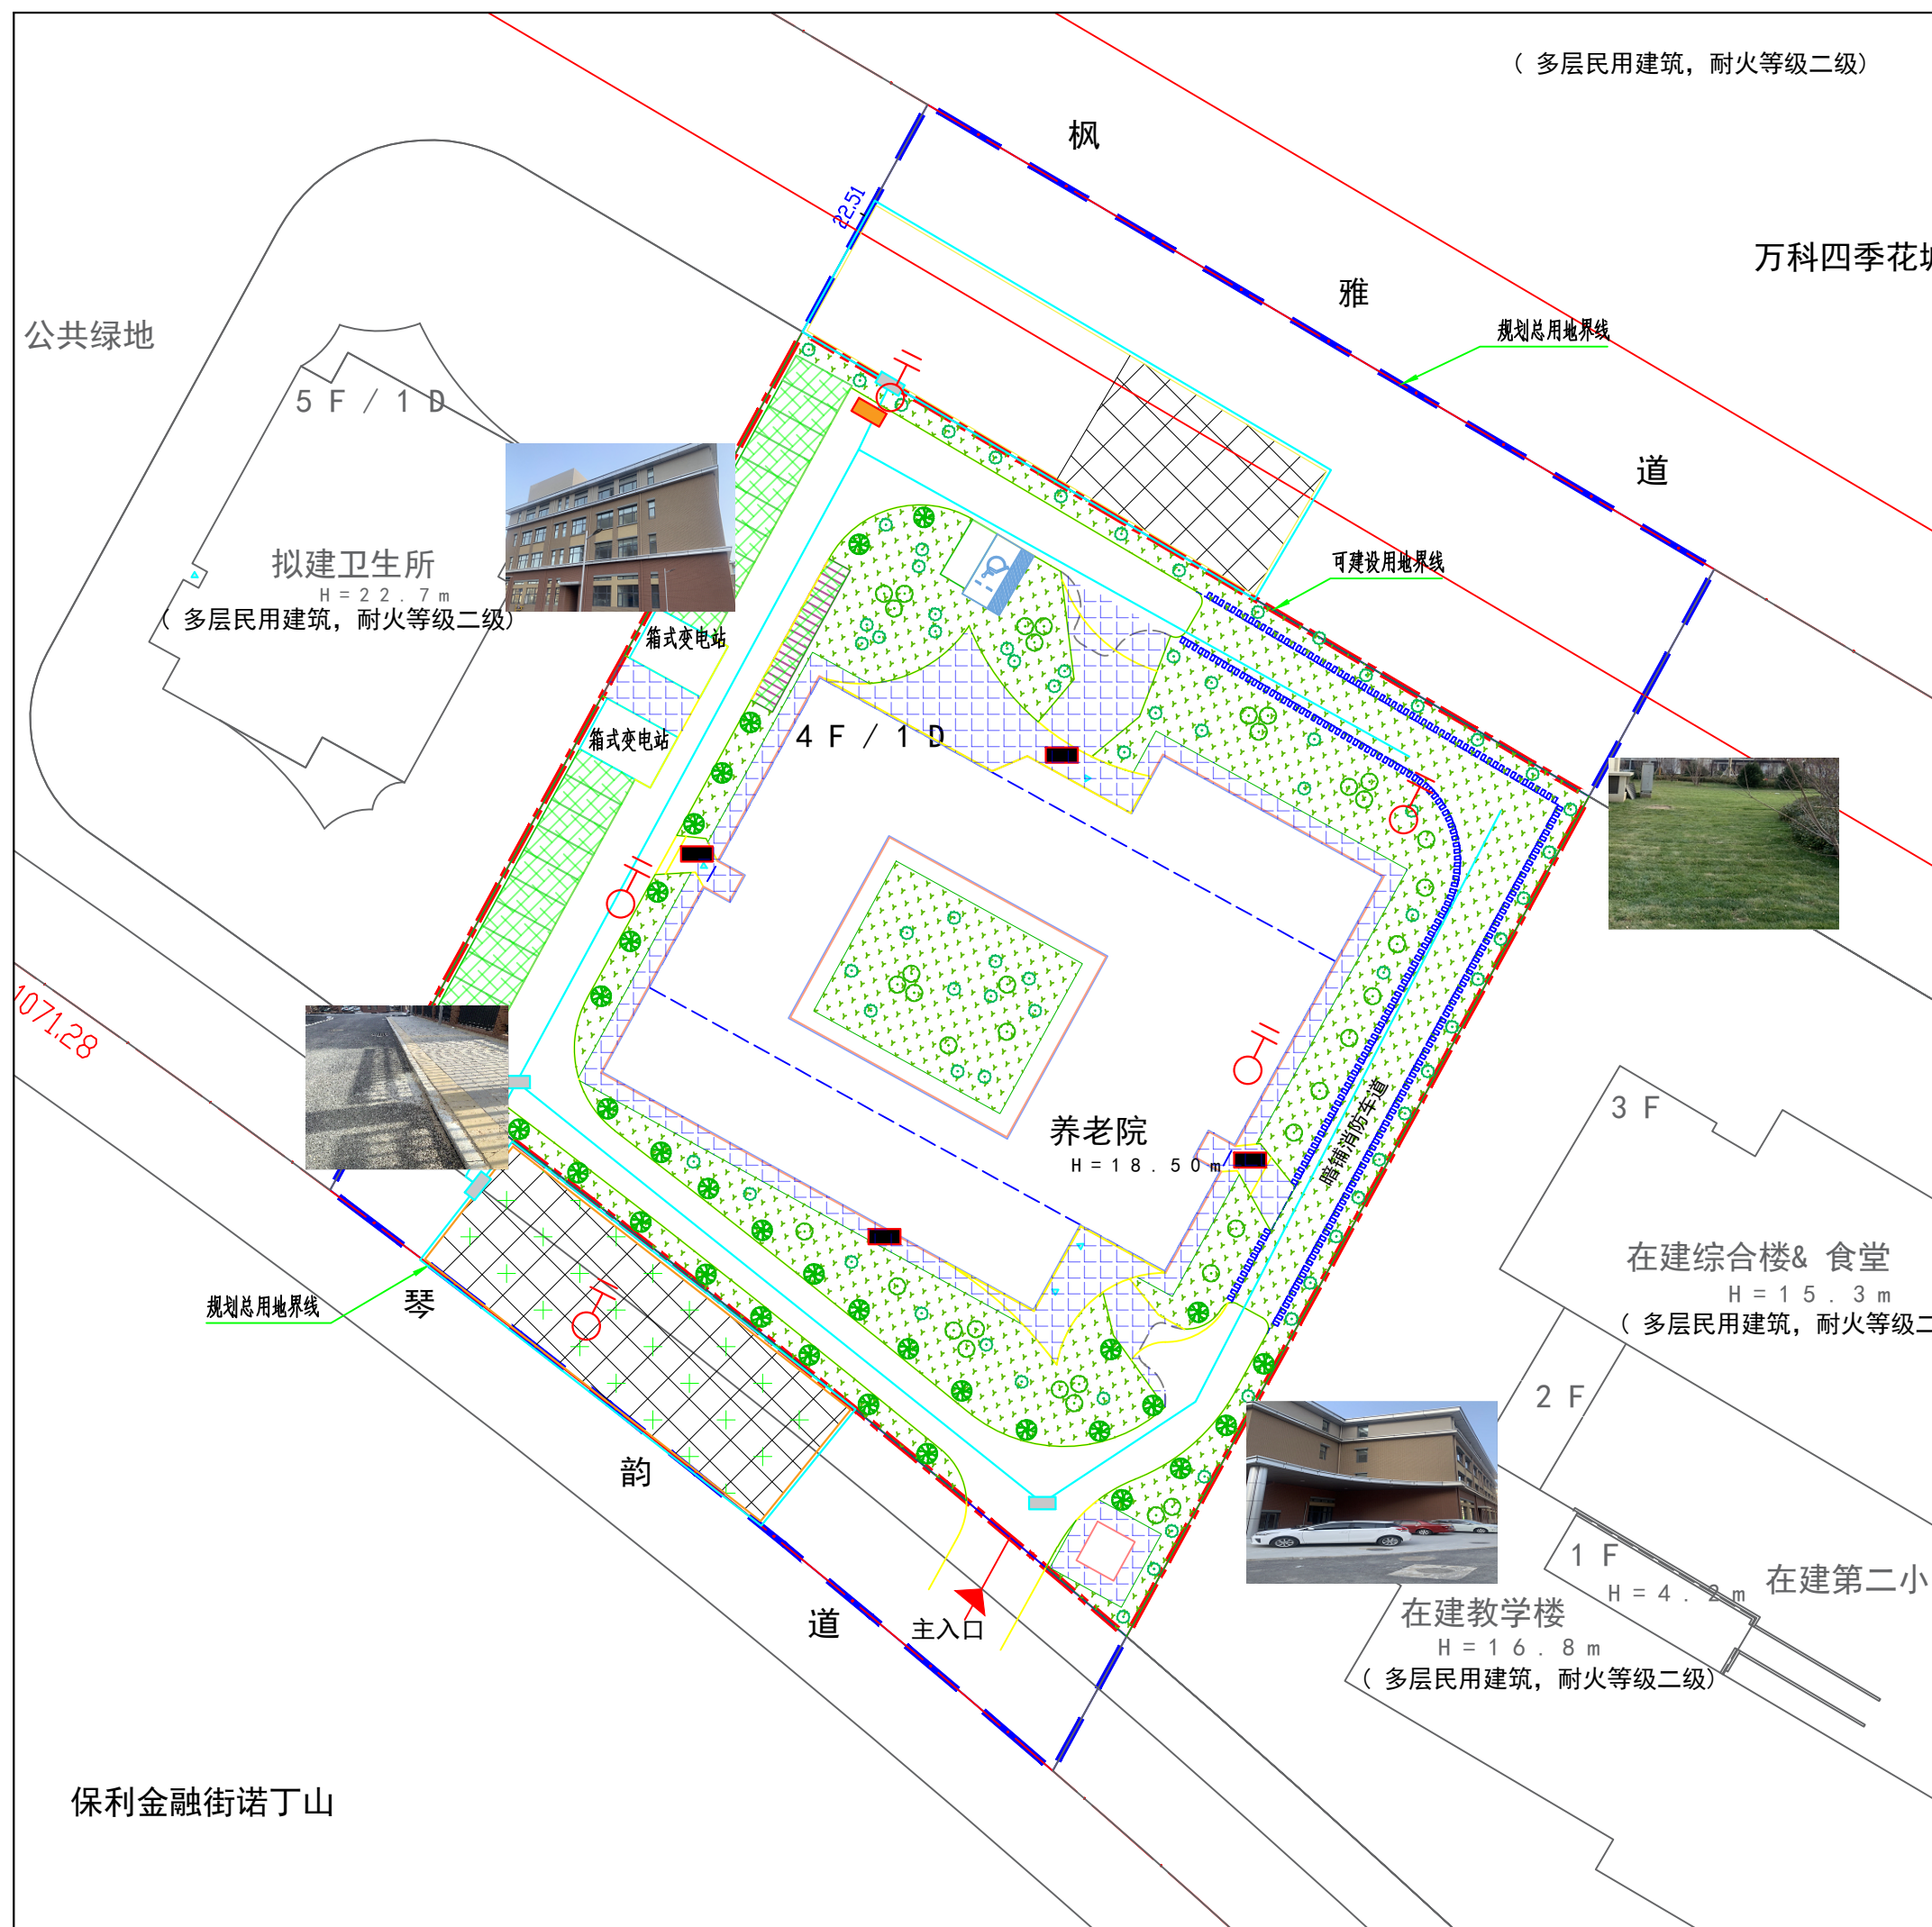 （ 多层民用建筑，耐火等级二级）
枫
22.51
万科四季花城
雅
规划总用地界线
公共绿地
5F/1D
道
拟建卫生所
H=22.7m
（ 多层民用建筑，耐火等级二级）
可建设用地界线
箱式变电站
箱式变电站
4F/1D
1071.28
养老院
H=18.50m
暗铺消防车道
3F
在建综合楼& 食堂
H=15.3m
（ 多层民用建筑，耐火等级二
规划总用地界线
琴
2F
韵
1F
H=4.2m
在建第二小
道
主入口
在建教学楼
H=16.8m
（ 多层民用建筑，耐火等级二级）
保利金融街诺丁山